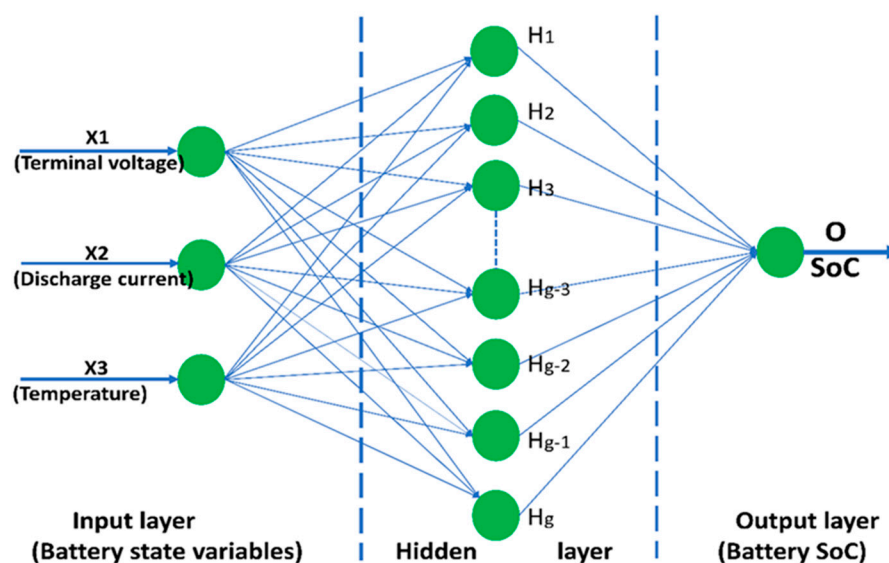 X1
(Terminal voltage)
X2
(Discharge current)
X3
(Temperature)
H1
H2
H3
Hg-3
Hg-2
Hg-1
Hg
O
SoC
Input layer
(Battery state variables)
Hidden layer
Output layer
(Battery SoC)